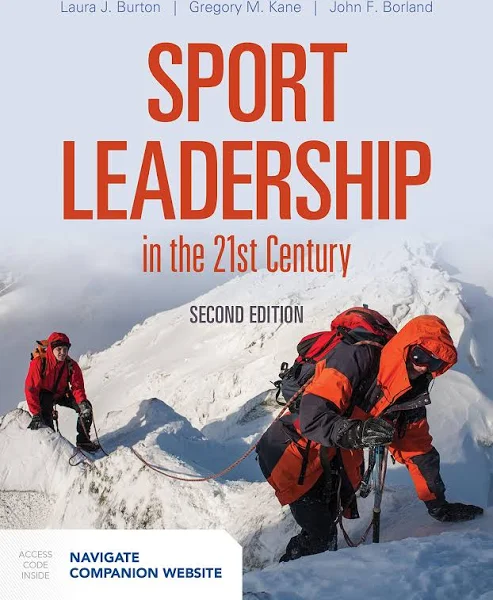 Laura J. Burton | Gregory M. Kane | John F. Borland
SPORT
LEADERSHIP
in the 21st Century
SECOND EDITION
ACCESS
CODE
INSIDE
NAVIGATE
COMPANION WEBSITE